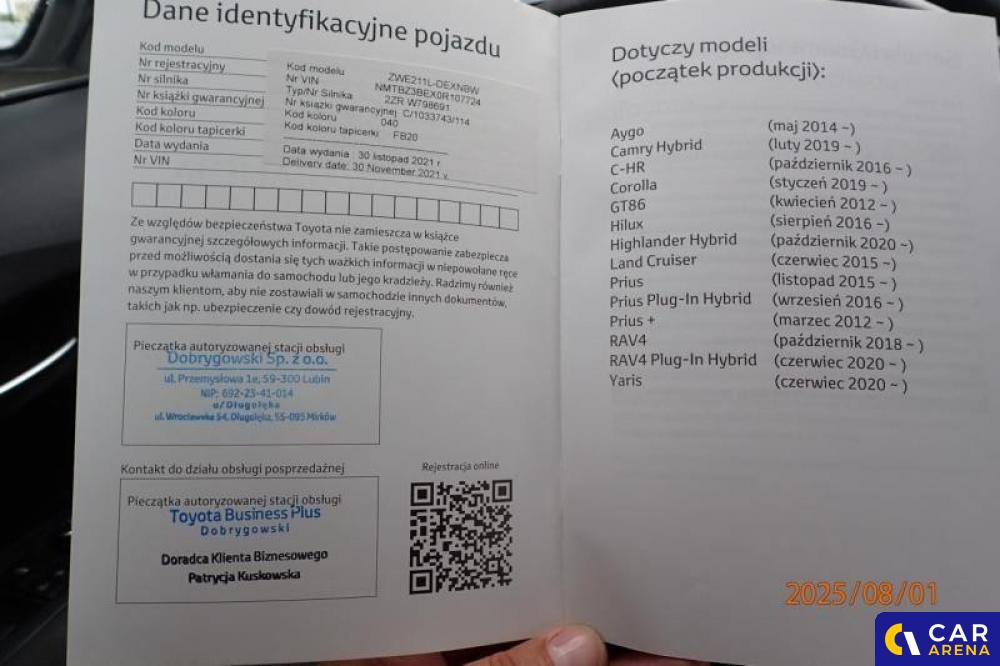 Dane identyfikacyjne pojazdu
Kod modelu
Nr rejestracyjny
Nr silnika
Nr książki gwarancyjnej
Kod koloru
Kod koloru tapicerki
Data wydania
Nr VIN
Kod modelu ZWE211L-DEXNBW
Nr VIN NMTBZ3BEX0R107724
Typ/Nr Silnika 2ZR W798691
Nr książki gwarancyjnej C/1033743/114
Kod koloru 040
Kod koloru tapicerki FB20
Data wydania : 30 listopad 2021 r.
Delivery date: 30 November 2021 y.
Ze względów bezpieczeństwa Toyota nie zamieszcza w książce
gwarancyjnej szczegółowych informacji. Takie postępowanie zabezpiecza
przed możliwością dostania się tych ważkich informacji w niepowołane ręce
w przypadku włamania do samochodu lub jego kradzieży. Radzimy również
naszym klientom, aby nie zostawiali w samochodzie innych dokumentów,
takich jak np. ubezpieczenie czy dowód rejestracyjny.
Pieczątka autoryzowanej stacji obsługi
Dobrygowski Sp. z o.o.
ul. Przemysłowa 1e, 59-300 Lubin
NIP: 692-23-41-014
o/Długołęka
ul. Wrocławska 54, Długołęka, 55-095 Mirków
Kontakt do działu obsługi posprzedażnej
Pieczątka autoryzowanej stacji obsługi
Toyota Business Plus
Dobrygowski
Doradca Klienta Biznesowego
Patrycja Kuskowska
Rejestracja online
Dotyczy modeli
(początek produkcji):
Aygo (maj 2014 ~)
Camry Hybrid (luty 2019 ~)
C-HR (październik 2016 ~)
Corolla (styczeń 2019 ~)
GT86 (kwiecień 2012 ~)
Hilux (sierpień 2016 ~)
Highlander Hybrid (październik 2020 ~)
Land Cruiser (czerwiec 2015 ~)
Prius (listopad 2015 ~)
Prius Plug-In Hybrid (wrzesień 2016 ~)
Prius + (marzec 2012 ~)
RAV4 (październik 2018 ~)
RAV4 Plug-In Hybrid (czerwiec 2020 ~)
Yaris (czerwiec 2020 ~)
2025/08/01
CAR
ARENA